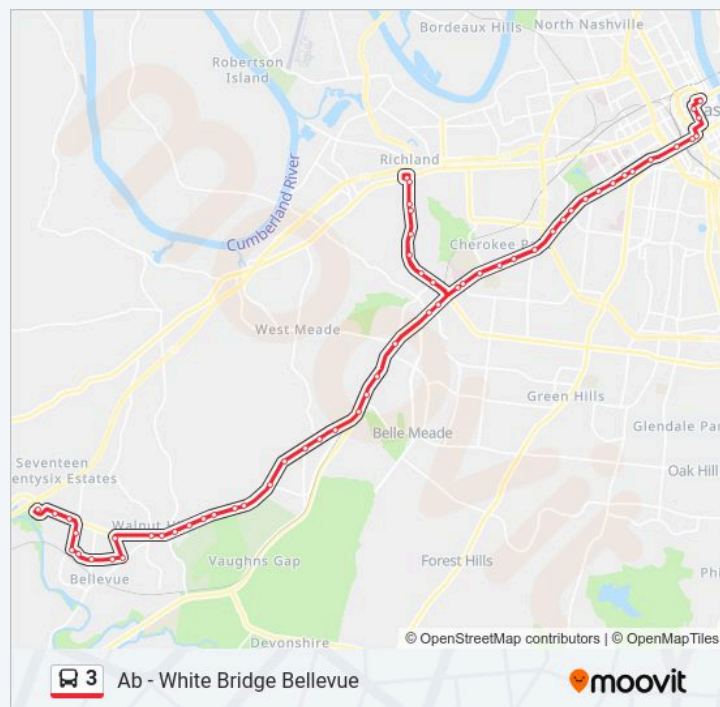 Bordeaux Hills
North Nashville
Robertson
Island
Richland
Cumberland River
Cherokee P
West Meade
Green Hills
Glendale Par
Belle Meade
Oak Hill
Seventeen
entysix Estates
Walnut H
Bellevue
Vaughns Gap
Forest Hills
Devonshire
© OpenStreetMap contributors | © OpenMapTiles
3
Ab - White Bridge Bellevue
moovit